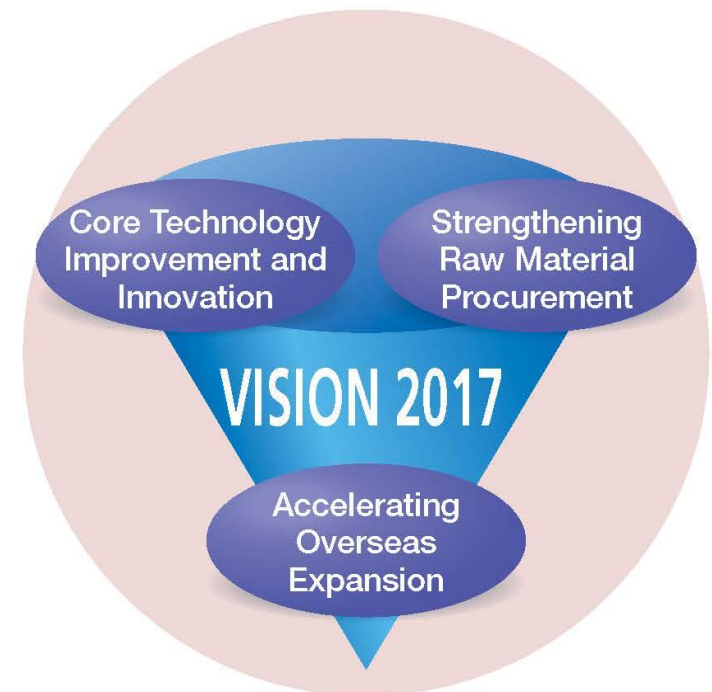 Core Technology
Improvement and
Innovation
Strengthening
Raw Material
Procurement
VISION 2017
Accelerating
Overseas
Expansion